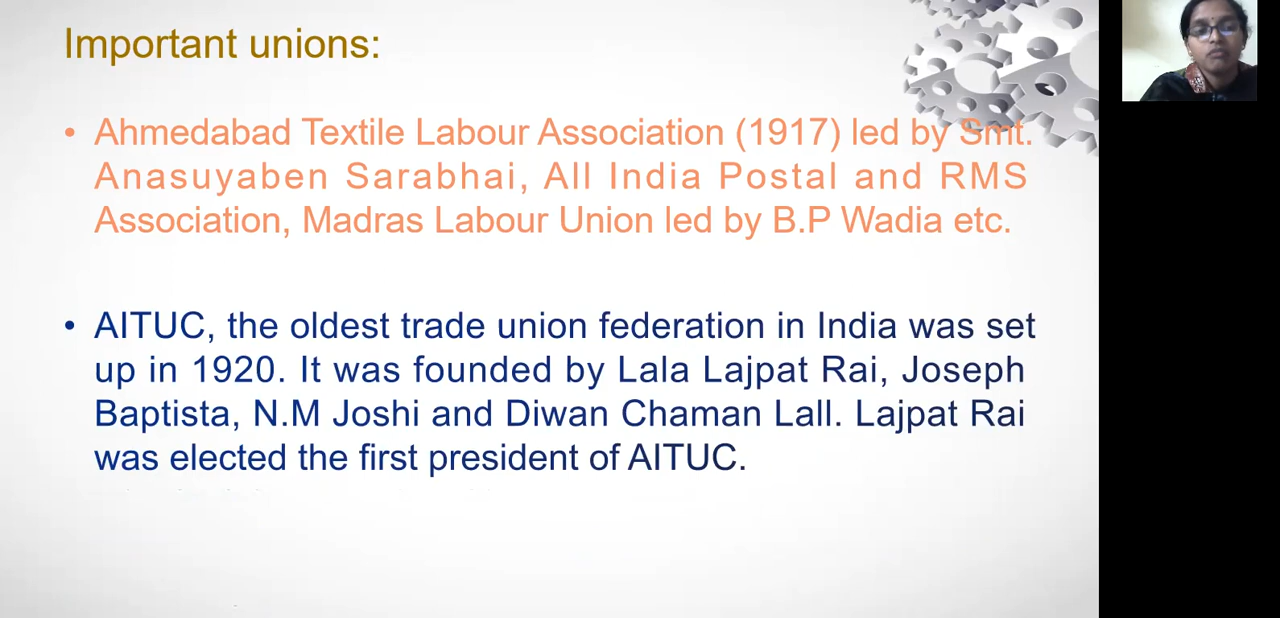 Important unions:
• Ahmedabad Textile Labour Association (1917) led by Smt.
Anasuyaben Sarabhai, All India Postal and RMS
Association, Madras Labour Union led by B.P Wadia etc.
• AITUC, the oldest trade union federation in India was set
up in 1920. It was founded by Lala Lajpat Rai, Joseph
Baptista, N.M Joshi and Diwan Chaman Lall. Lajpat Rai
was elected the first president of AITUC.